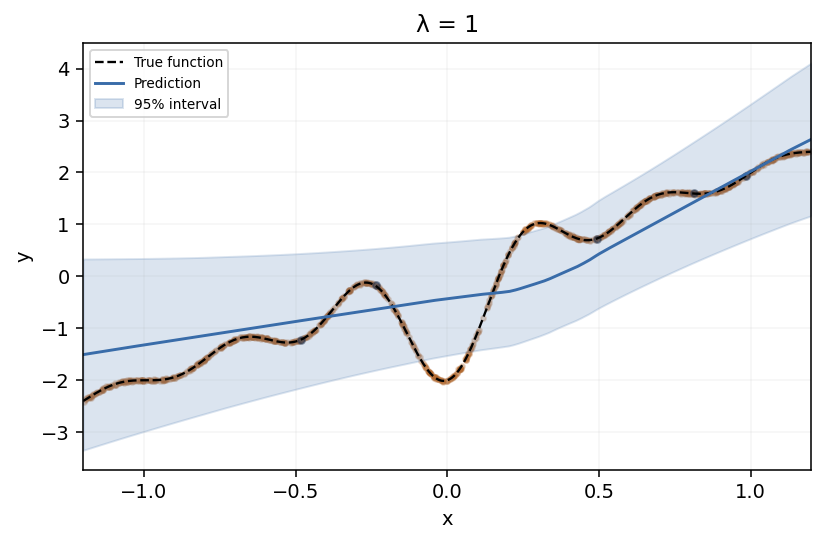 λ = 1
True function
Prediction
95% interval
4
3
2
1
0
−1
−2
−3
y
−1.0
−0.5
0.0
0.5
1.0
x